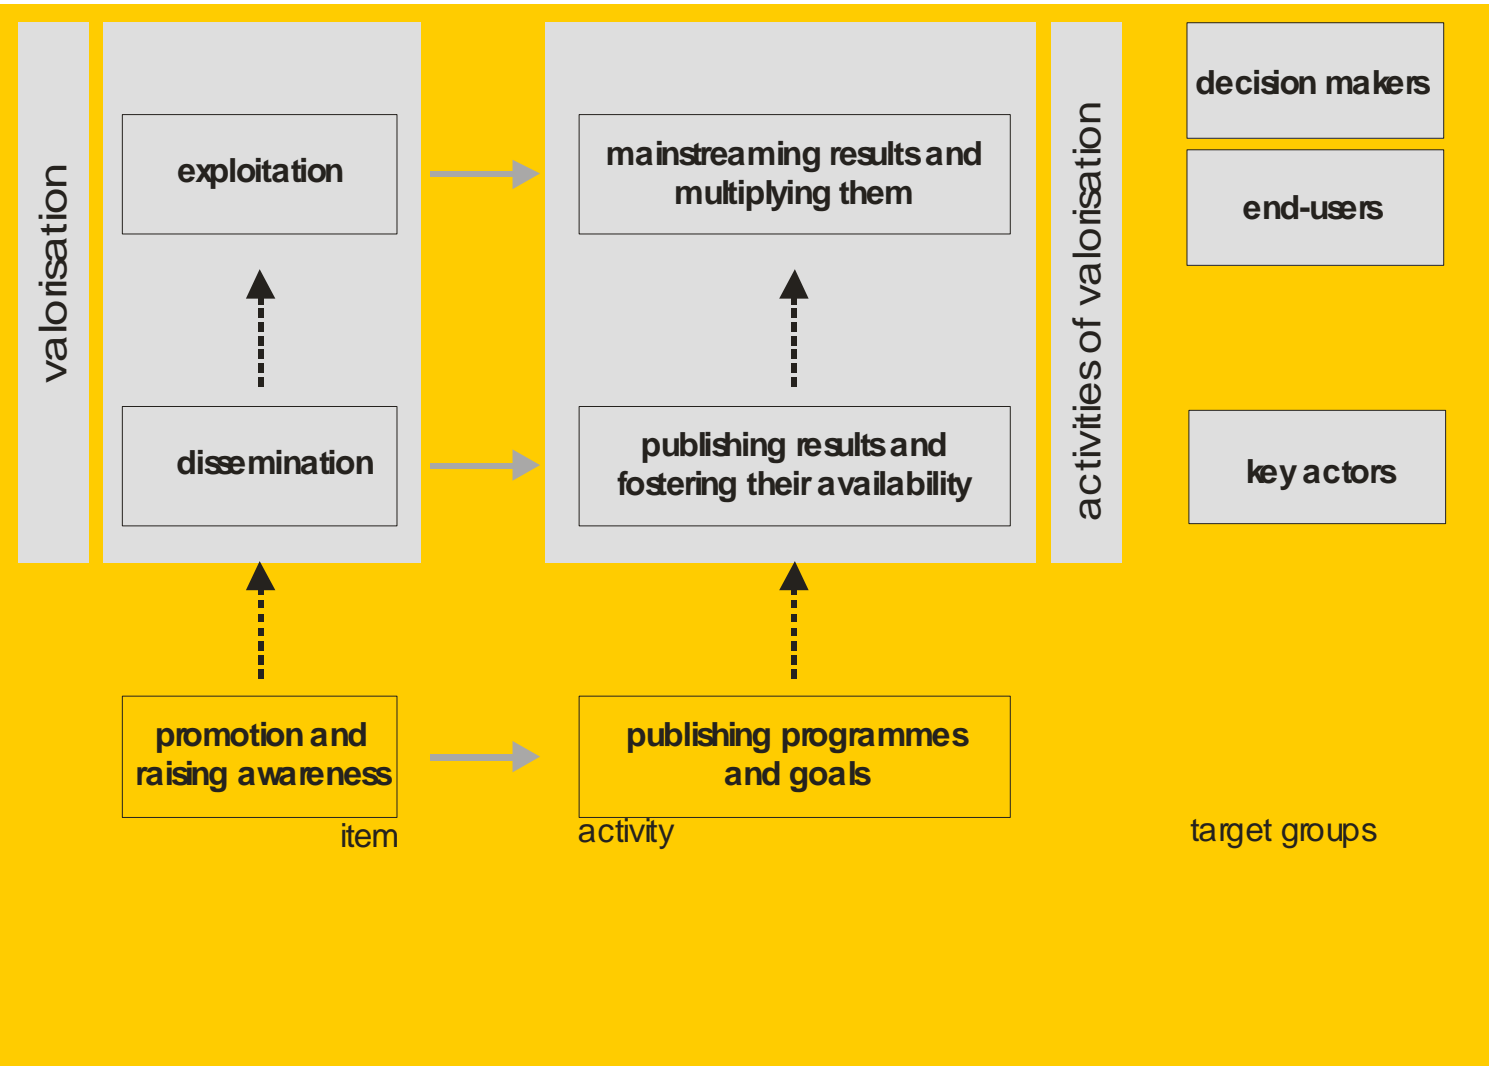 valorisation
exploitation
mainstreaming results and
multiplying them
activities of valorisation
decision makers
end-users
dissemination
publishing results and
fostering their availability
key actors
promotion and
raising awareness
publishing programmes
and goals
item
activity
target groups